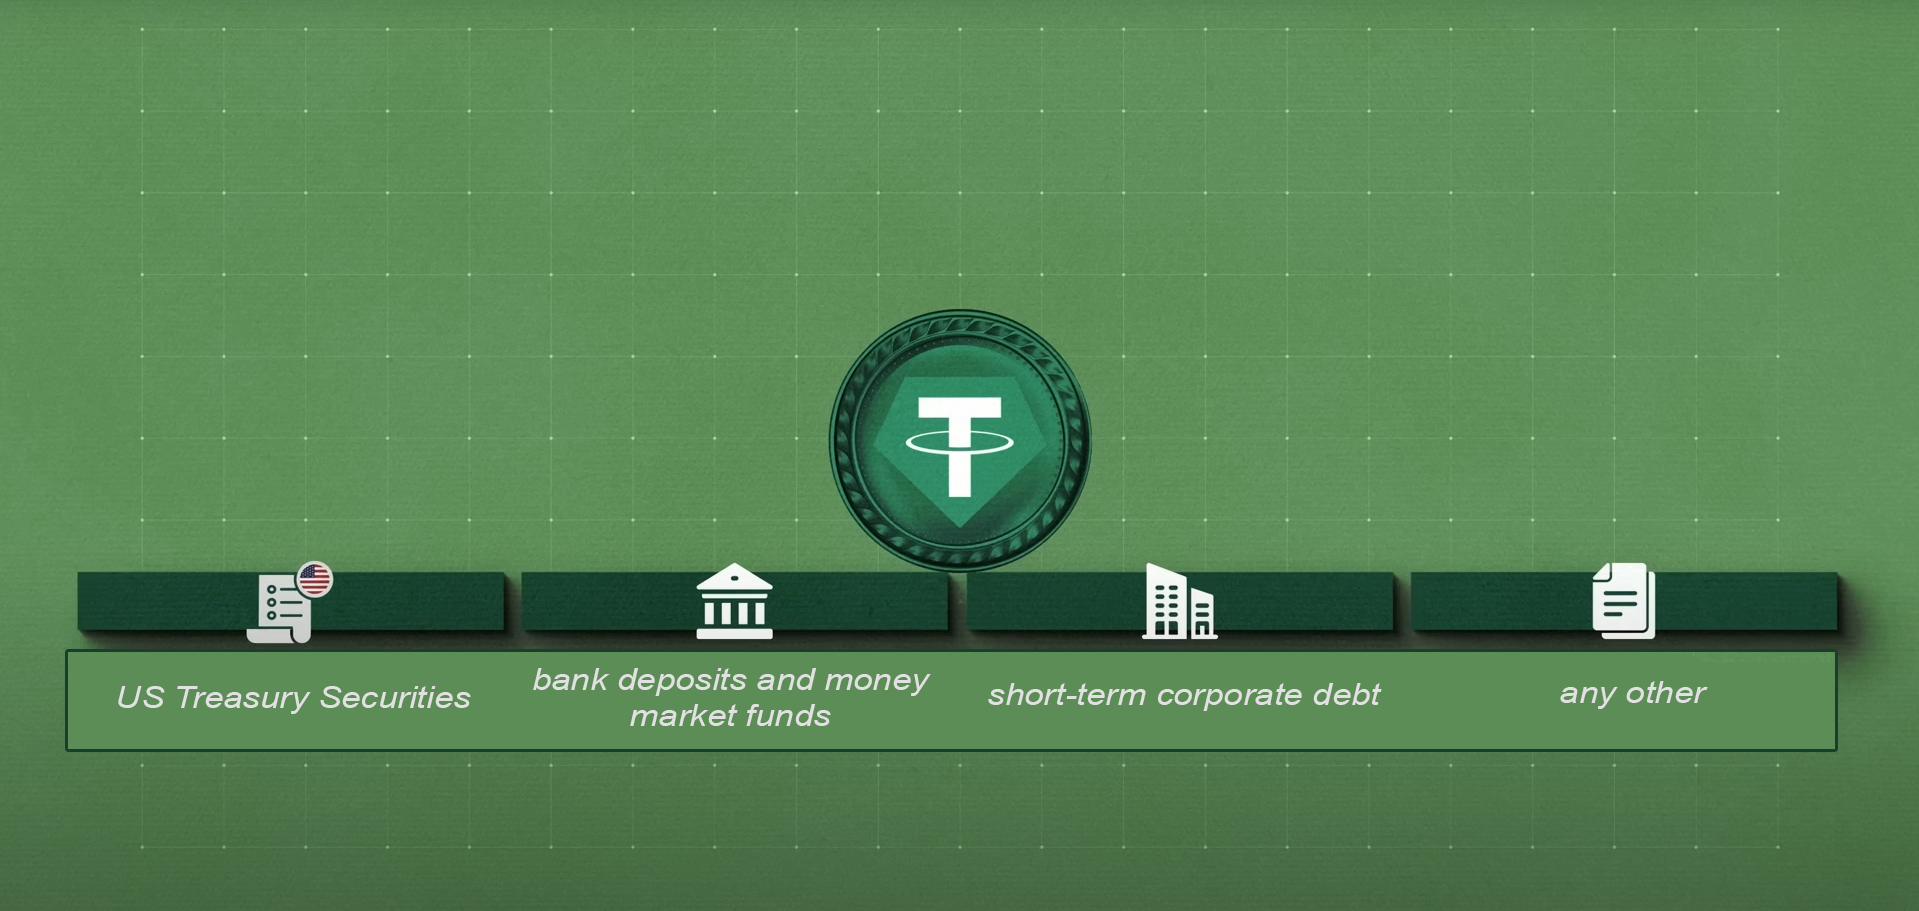 US Treasury Securities
bank deposits and money
market funds
short-term corporate debt
any other